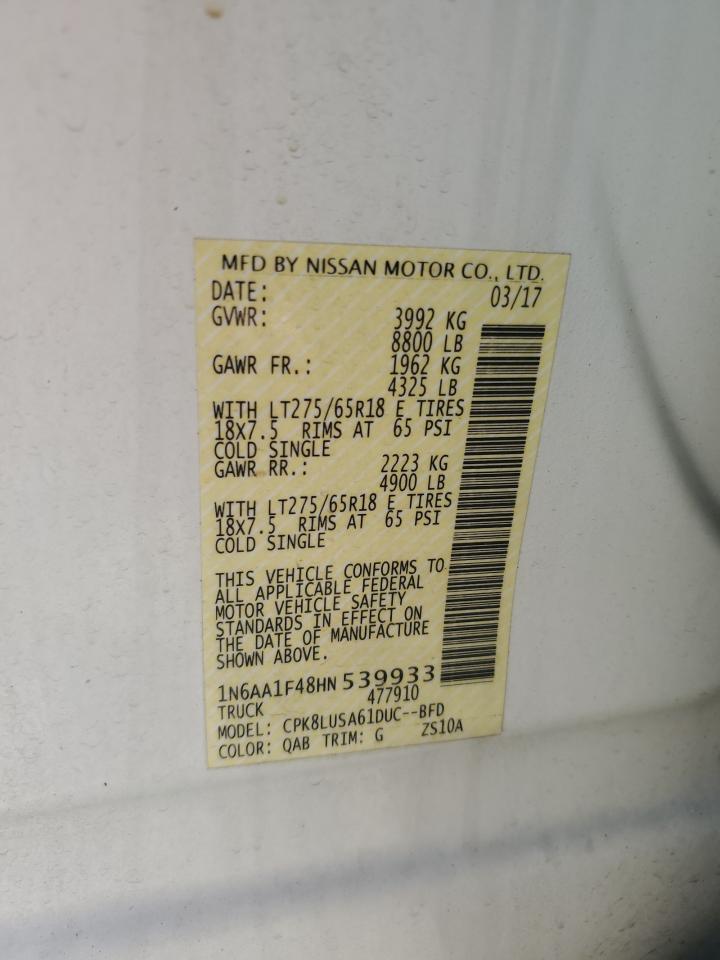 MFD BY NISSAN MOTOR CO., LTD.
DATE: 03/17
GVWR: 3992 KG
8800 LB
GAWR FR.: 1962 KG
4325 LB
WITH LT275/65R18 E TIRES
18X7.5 RIMS AT 65 PSI
COLD SINGLE
GAWR RR.: 2223 KG
4900 LB
WITH LT275/65R18 E TIRES
18X7.5 RIMS AT 65 PSI
COLD SINGLE
THIS VEHICLE CONFORMS TO
ALL APPLICABLE FEDERAL
MOTOR VEHICLE SAFETY
STANDARDS IN EFFECT ON
THE DATE OF MANUFACTURE
SHOWN ABOVE.
1N6AA1F48HN539933
TRUCK 477910
MODEL: CPK8LUSA61DUC--BFD
COLOR: QAB TRIM: G ZS10A